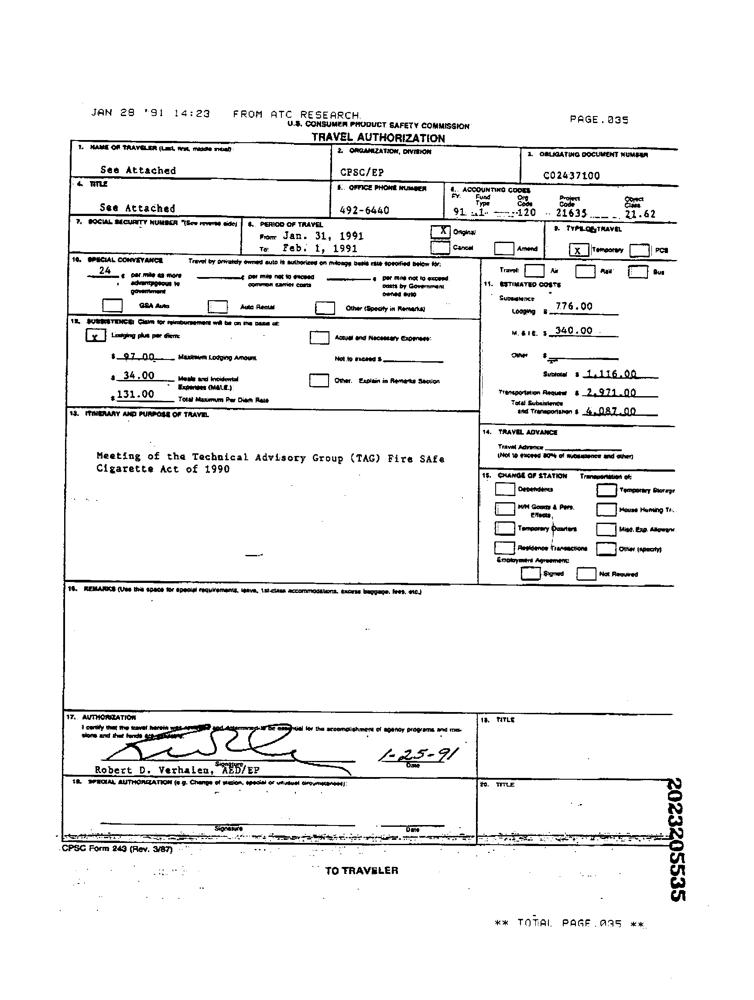 JAN 29 '91 14:23 FROM ATC RESEARCH PAGE.035
U.S. CONSUMER PRODUCT SAFETY COMMISSION
TRAVEL AUTHORIZATION
1. NAME OF TRAVELER (Last, first, middle initial)
See Attached
2. ORGANIZATION, DIVISION
CPSC/EP
3. OBLIGATING DOCUMENT NUMBER
C02437100
4. TITLE
See Attached
5. OFFICE PHONE NUMBER
492-6440
6. ACCOUNTING CODES
FY. Fund Type Org Code Project Code Object Class
91 1 120 21635 21.62
7. SOCIAL SECURITY NUMBER (See reverse side)
8. PERIOD OF TRAVEL
From: Jan. 31, 1991
To: Feb. 1, 1991
X Original
Cancel Amend
9. TYPE OF TRAVEL
X Temporary PCS
10. SPECIAL CONVEYANCE Travel by privately owned auto is authorized on mileage basis rate specified below for:
24 ¢ per mile as more advantageous to government
¢ per mile not to exceed common carrier costs
¢ per mile not to exceed costs by Government owned auto
GSA Auto Auto Rental Other (Specify in Remarks)
Travel: Air Rail Bus
11. ESTIMATED COSTS
Subsistence
Lodging $ 776.00
M. & I.E. $ 340.00
Other $
Subtotal $ 1,116.00
Transportation Request $ 2,971.00
Total Subsistence and Transportation $ 4,087.00
12. SUBSISTENCE: Claim for reimbursement will be on the basis of:
X Lodging plus per diem:
$ 97.00 Maximum Lodging Amount
$ 34.00 Meals and Incidental Expenses (M&I.E.)
$ 131.00 Total Maximum Per Diem Rate
Actual and Necessary Expenses:
Not to exceed $
Other. Explain in Remarks Section
13. ITINERARY AND PURPOSE OF TRAVEL
Meeting of the Technical Advisory Group (TAG) Fire SAfe
Cigarette Act of 1990
14. TRAVEL ADVANCE
Travel Advance
(Not to exceed 80% of subsistence and other)
15. CHANGE OF STATION Transportation of:
Dependents Temporary Storage
H/H Goods & Pers. Effects, House Hunting Tr.
Temporary Quarters Misc. Exp. Allowan
Residence Transactions Other (specify)
Employment Agreement:
Signed Not Required
16. REMARKS (Use this space for special requirements, leave, 1st-class accommodations, excess baggage, fees, etc.)
17. AUTHORIZATION
I certify that the travel herein was reviewed and determined to be essential for the accomplishment of agency programs and mis-
sions and that funds are available.
1-25-91
Signature Date
Robert D. Verhalen, AED/EP
18. TITLE
19. SPECIAL AUTHORIZATION (e.g. Change of station, special or unusual circumstances):
Signature Date
20. TITLE
CPSC Form 243 (Rev. 3/87)
TO TRAVELER
2023205535
** TOTAL PAGE.035 **